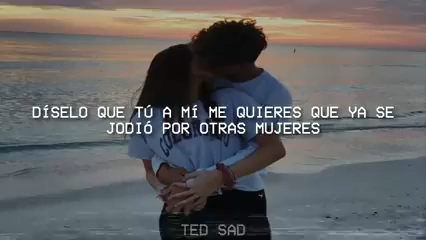 DÍSELO QUE TÚ A MÍ ME QUIERES QUE YA SE
JODIÓ POR OTRAS MUJERES
TED SAD